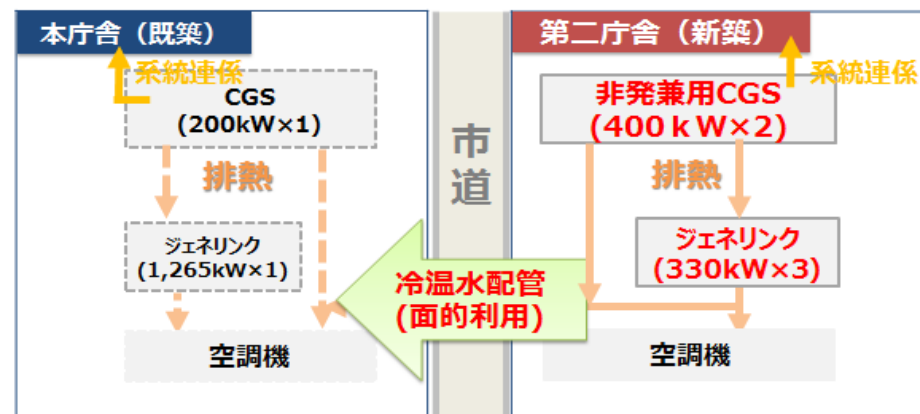 本庁舎（既築）
系統連係
CGS
(200kW×1)
排熱
ジェネリンク
(1,265kW×1)
空調機
市道
冷温水配管
(面的利用)
第二庁舎（新築）
系統連係
非発兼用CGS
(400ｋW×2)
排熱
ジェネリンク
(330kW×3)
空調機